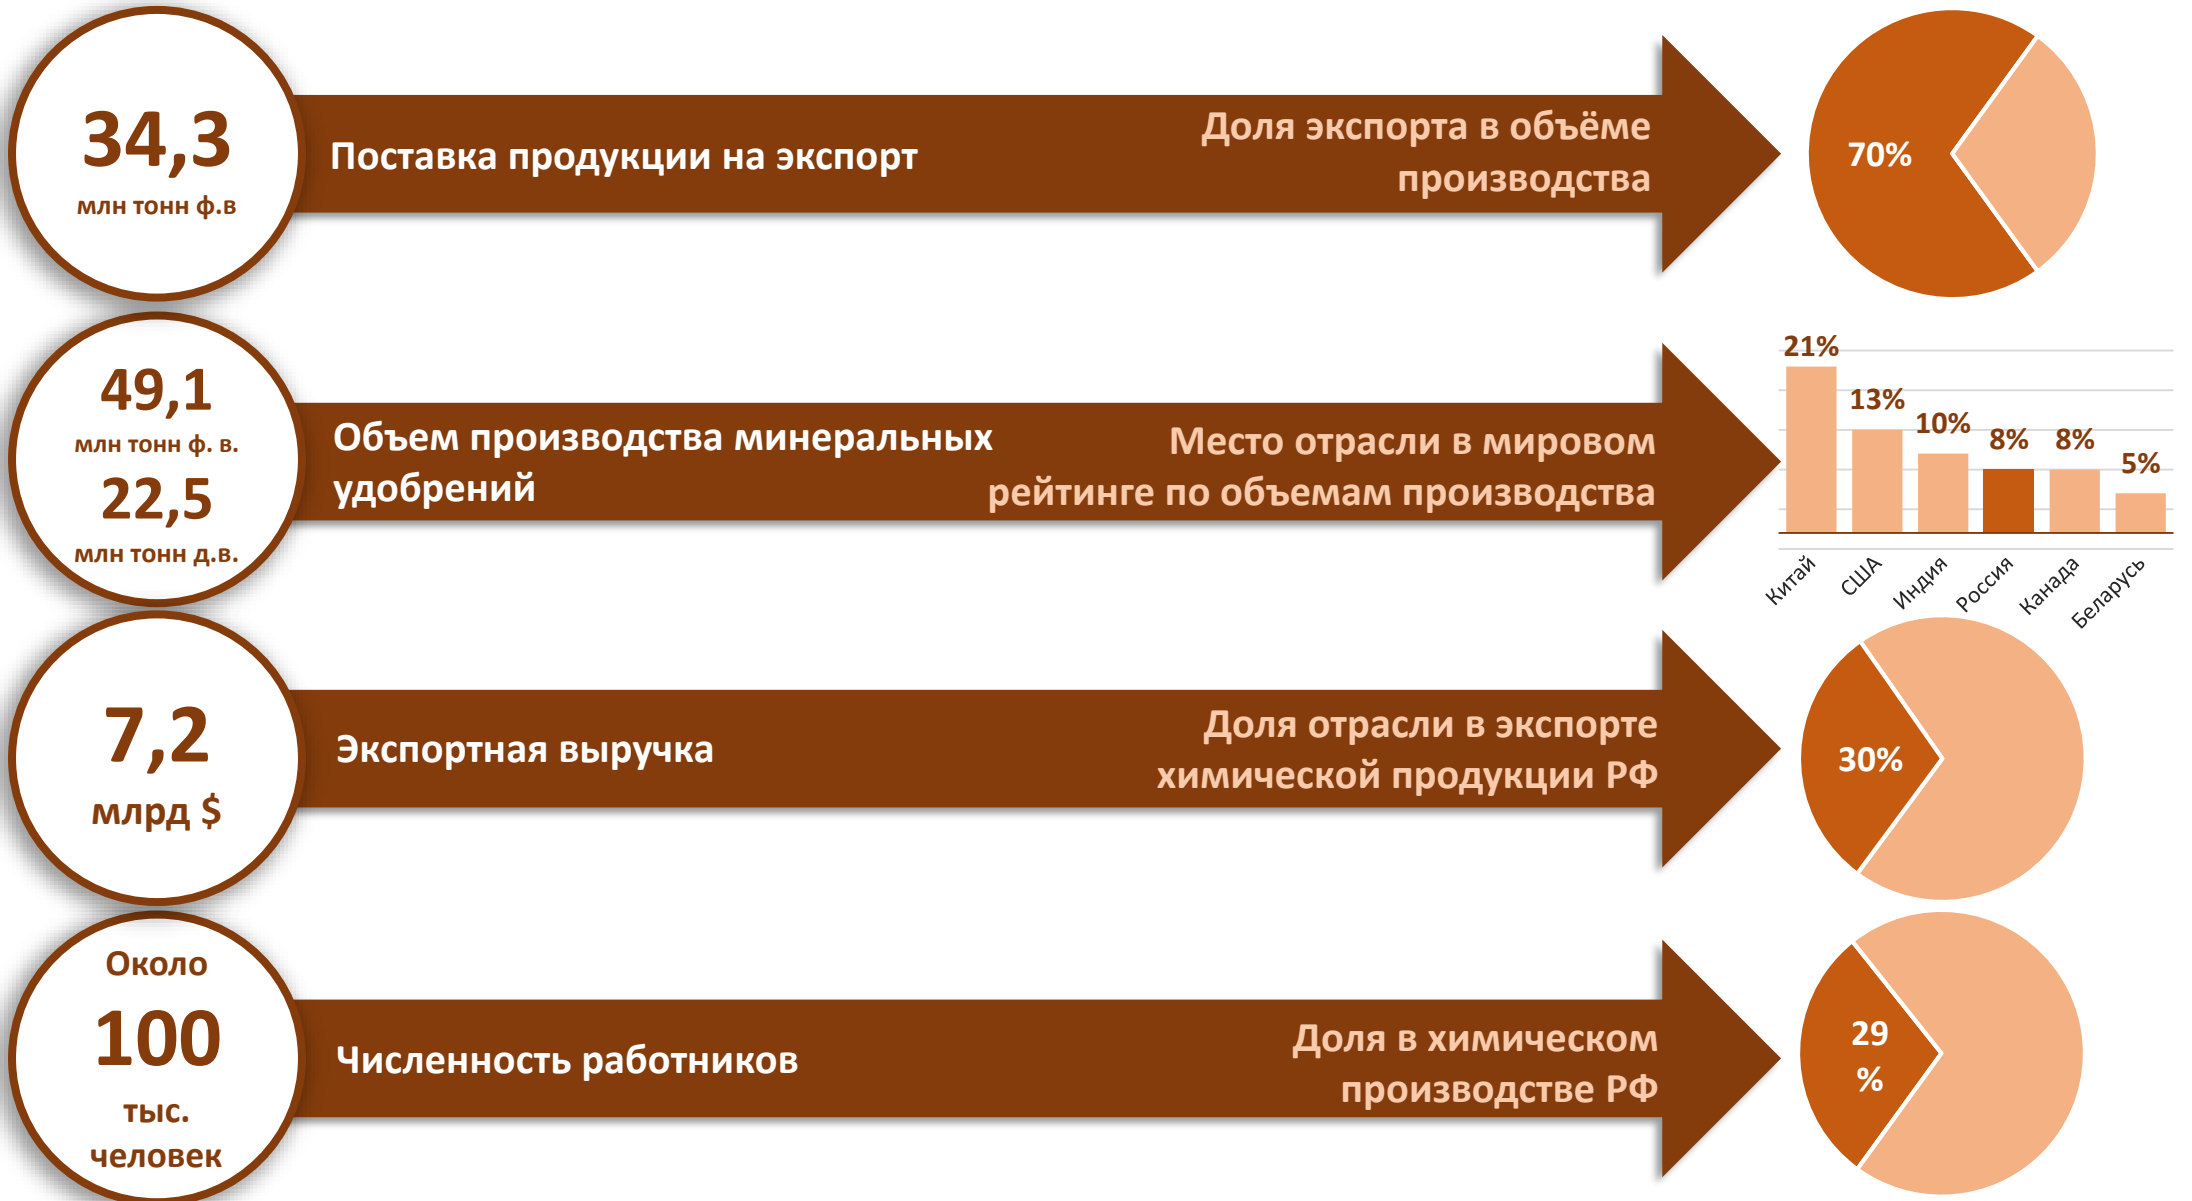 34,3
млн тонн ф.в
Поставка продукции на экспорт
Доля экспорта в объёме
производства
70%
49,1
млн тонн ф. в.
22,5
млн тонн д.в.
Объем производства минеральных
удобрений
Место отрасли в мировом
рейтинге по объемам производства
21%
13%
10%
8%
8%
5%
Китай
США
Индия
Россия
Канада
Беларусь
7,2
млрд $
Экспортная выручка
Доля отрасли в экспорте
химической продукции РФ
30%
Около
100
тыс.
человек
Численность работников
Доля в химическом
производстве РФ
29
%